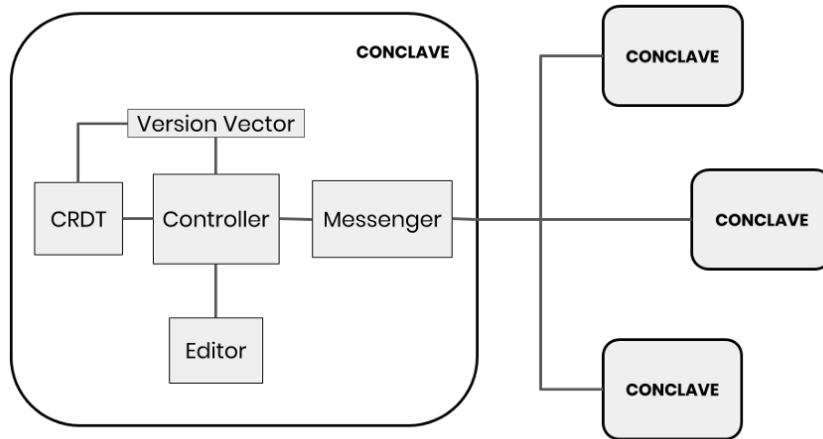 CONCLAVE
CONCLAVE
Version Vector
CRDT
Controller
Messenger
CONCLAVE
Editor
CONCLAVE